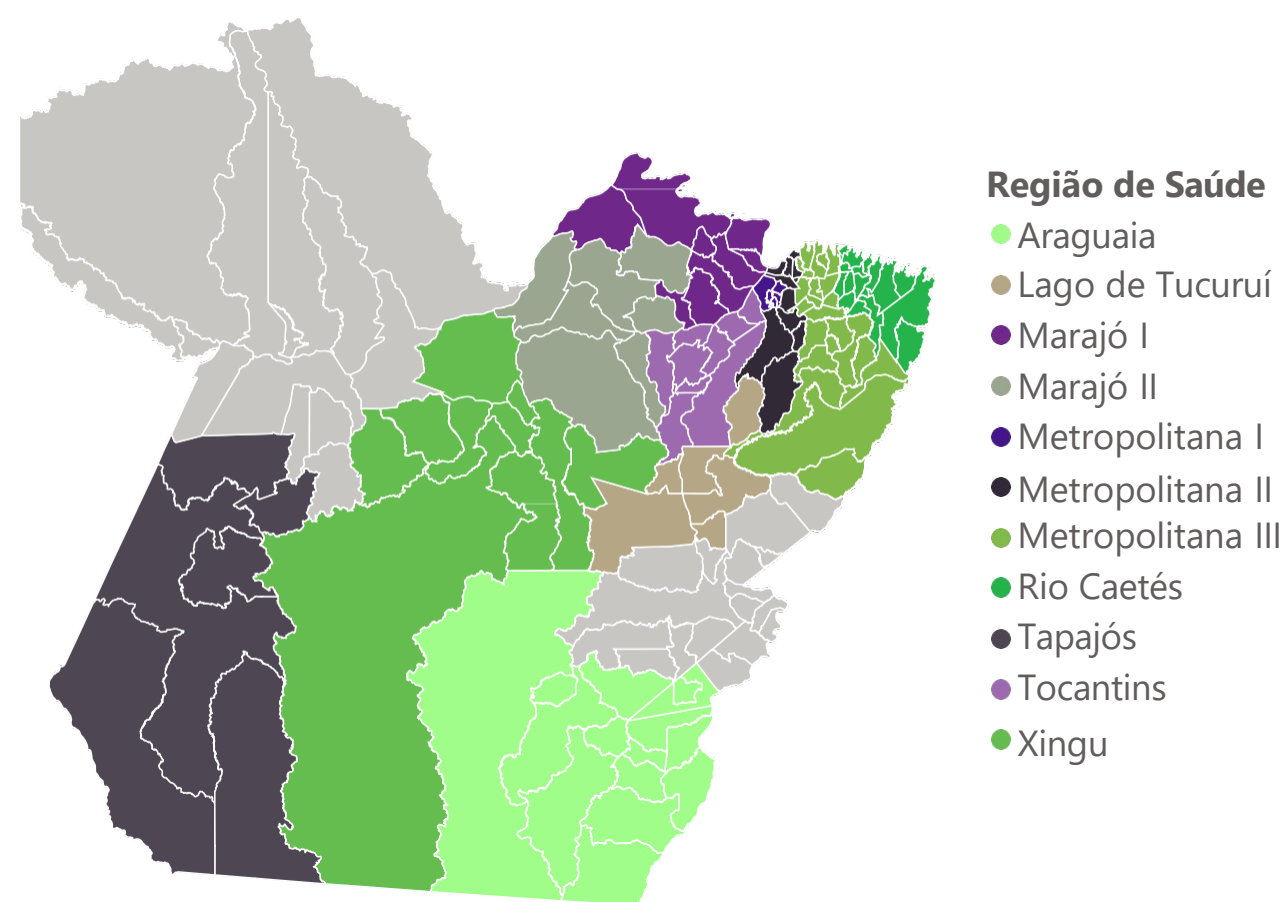 Região de Saúde
Araguaia
Lago de Tucuruí
Marajó I
Marajó II
Metropolitana I
Metropolitana II
Metropolitana III
Rio Caetés
Tapajós
Tocantins
Xingu